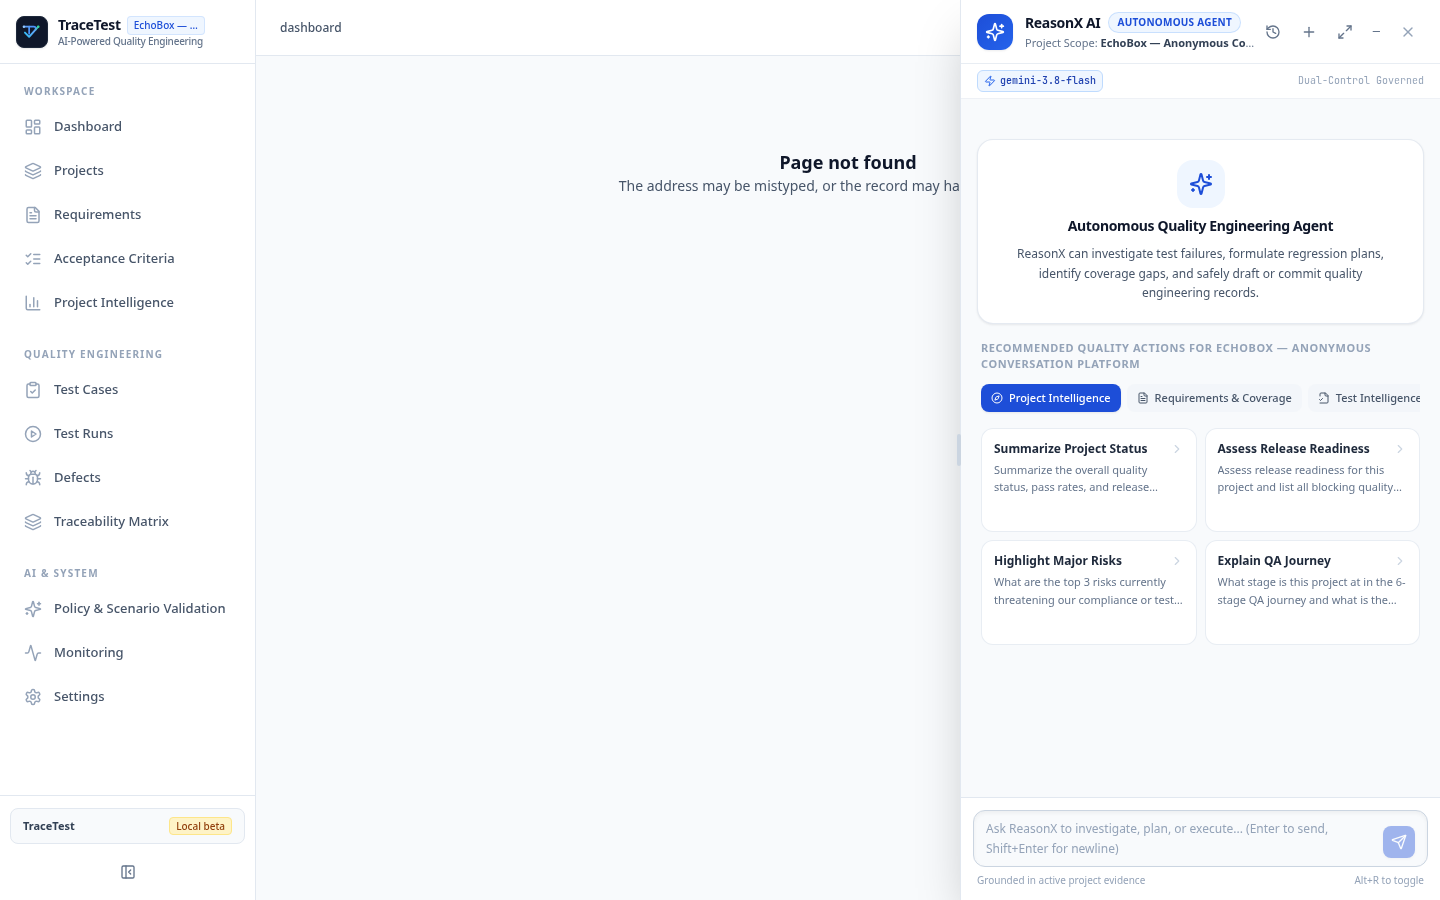 TraceTest
EchoBox — ...
AI-Powered Quality Engineering
WORKSPACE
Dashboard
Projects
Requirements
Acceptance Criteria
Project Intelligence
QUALITY ENGINEERING
Test Cases
Test Runs
Defects
Traceability Matrix
AI & SYSTEM
Policy & Scenario Validation
Monitoring
Settings
TraceTest
Local beta
dashboard
Page not found
The address may be mistyped, or the record may ha
ReasonX AI
AUTONOMOUS AGENT
Project Scope: EchoBox — Anonymous Co...
gemini-3.8-flash
Dual-Control Governed
Autonomous Quality Engineering Agent
ReasonX can investigate test failures, formulate regression plans,
identify coverage gaps, and safely draft or commit quality
engineering records.
RECOMMENDED QUALITY ACTIONS FOR ECHOBOX — ANONYMOUS
CONVERSATION PLATFORM
Project Intelligence
Requirements & Coverage
Test Intelligence
Summarize Project Status
Summarize the overall quality
status, pass rates, and release...
Assess Release Readiness
Assess release readiness for this
project and list all blocking quality...
Highlight Major Risks
What are the top 3 risks currently
threatening our compliance or test...
Explain QA Journey
What stage is this project at in the 6-
stage QA journey and what is the...
Ask ReasonX to investigate, plan, or execute... (Enter to send,
Shift+Enter for newline)
Grounded in active project evidence
Alt+R to toggle